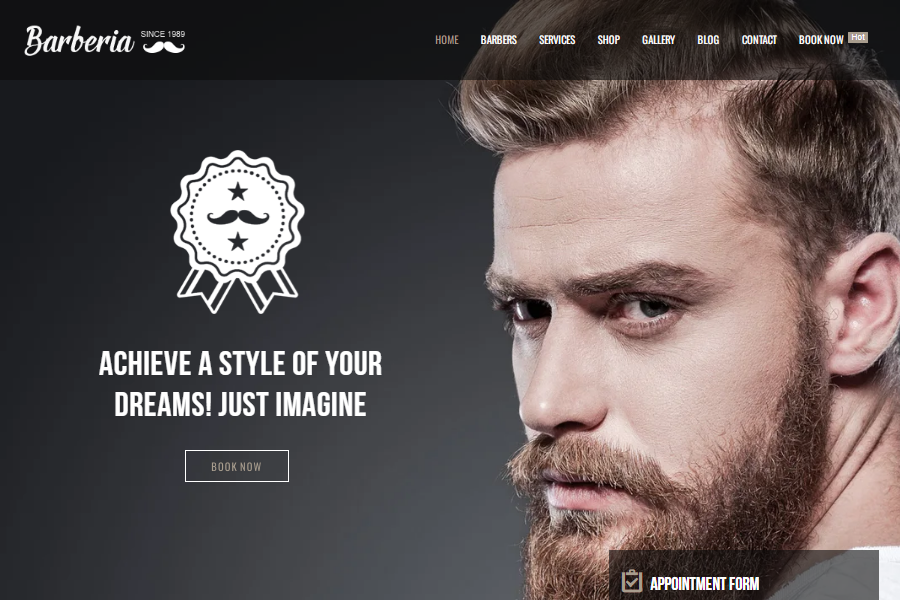 Barberia SINCE 1989
HOME BARBERS SERVICES SHOP GALLERY BLOG CONTACT BOOK NOW Hot
ACHIEVE A STYLE OF YOUR
DREAMS! JUST IMAGINE
BOOK NOW
APPOINTMENT FORM